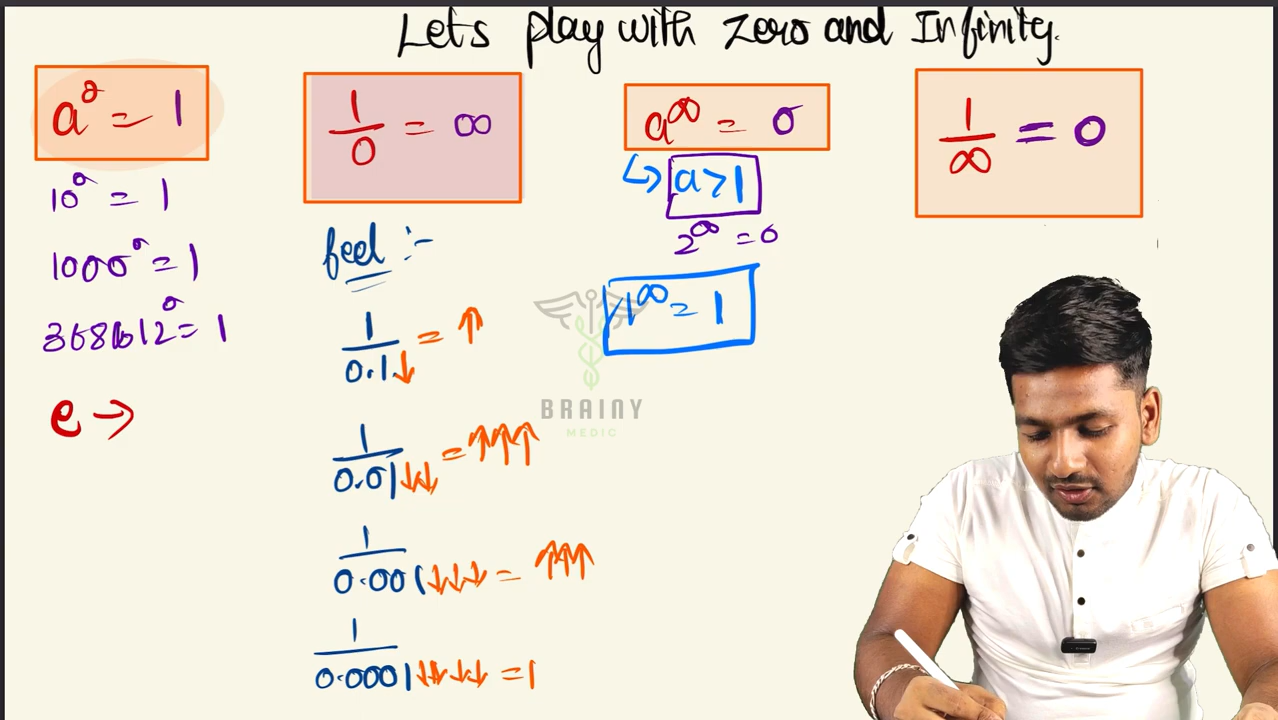 Lets play with Zero and Infinity.
a⁰ = 1
10⁰ = 1
1000⁰ = 1
3681612⁰ = 1
e →
1/0 = ∞
feel :-
1/0.1↓ = ↑
1/0.01↓↓ = ↑↑↑
1/0.001↓↓↓ = ↑↑↑
1/0.0001↓↓↓↓ = 1
a^∞ = 0
↳ a > 1
2^∞ = 0
1^∞ = 1
1/∞ = 0
BRAINY
MEDIC